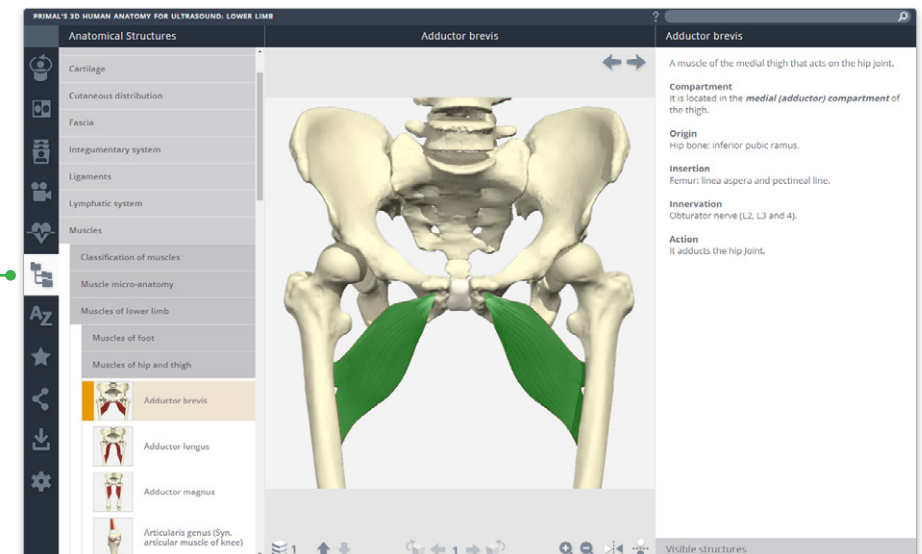 PRIMAL'S 3D HUMAN ANATOMY FOR ULTRASOUND: LOWER LIMB
?
Anatomical Structures
Cartilage
Cutaneous distribution
Fascia
Integumentary system
Ligaments
Lymphatic system
Muscles
Classification of muscles
Muscle micro-anatomy
Muscles of lower limb
Muscles of foot
Muscles of hip and thigh
Adductor brevis
Adductor longus
Adductor magnus
Articularis genus (Syn.
articular muscle of knee)
AZ
Adductor brevis
1
1
Adductor brevis
A muscle of the medial thigh that acts on the hip joint.
Compartment
It is located in the medial (adductor) compartment of
the thigh.
Origin
Hip bone: inferior pubic ramus.
Insertion
Femur: linea aspera and pectineal line.
Innervation
Obturator nerve (L2, L3 and 4).
Action
It adducts the hip joint.
Visible structures